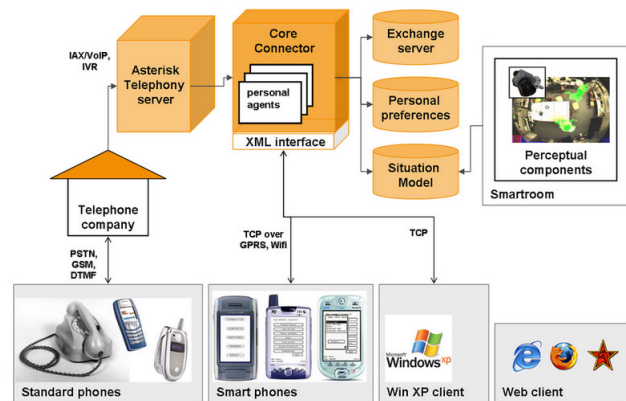 IAX/VoIP,
IVR
Asterisk
Telephony
server
Core
Connector
personal
agents
XML interface
Exchange
server
Personal
preferences
Situation
Model
Perceptual
components
Smartroom
Telephone
company
PSTN,
GSM,
DTMF
TCP over
GPRS, Wifi
TCP
Standard phones
Smart phones
Microsoft
Windows xp
Win XP client
Web client